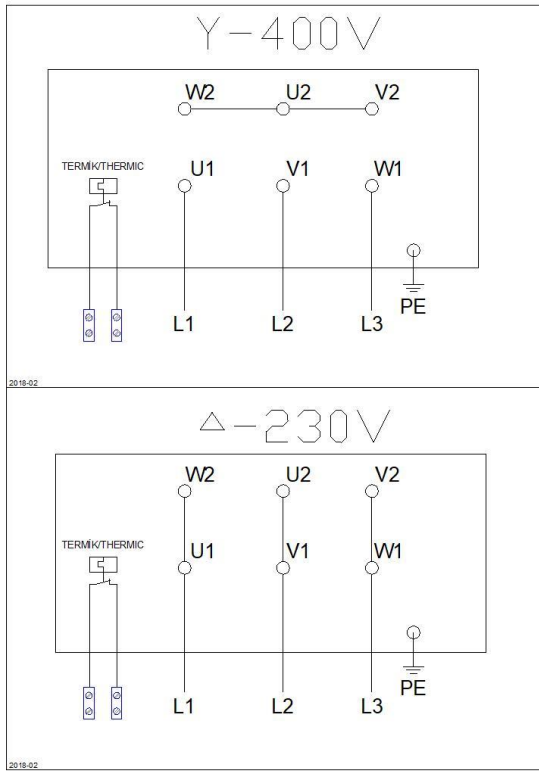 Y-400V
W2 U2 V2
TERMİK/THERMIC
U1 V1 W1
L1 L2 L3 PE
2018-02
△-230V
W2 U2 V2
TERMİK/THERMIC
U1 V1 W1
L1 L2 L3 PE
2018-02